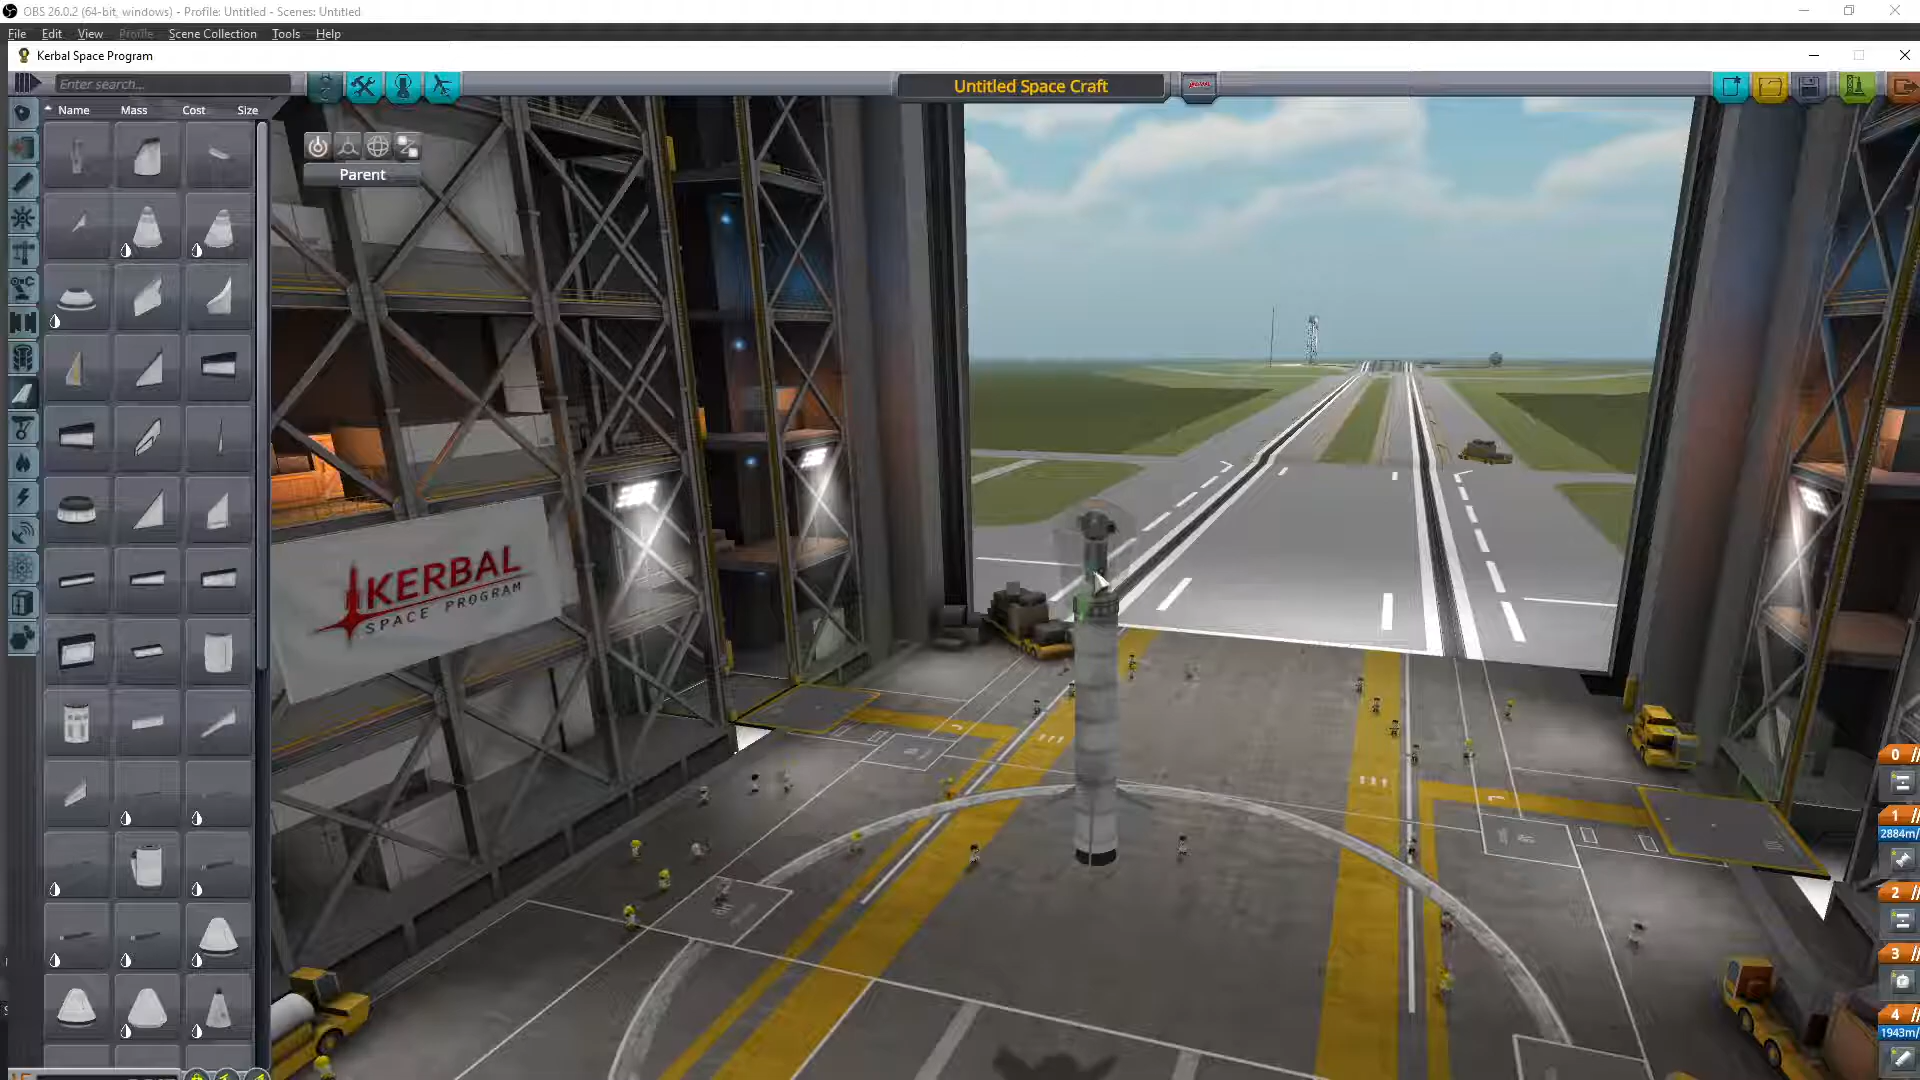 OBS 26.0.2 (64-bit, windows) - Profile: Untitled - Scenes: Untitled
File Edit View Profile Scene Collection Tools Help
Kerbal Space Program
Enter search...
Untitled Space Craft
Name Mass Cost Size
Parent
KERBAL
SPACE PROGRAM
0
1
2884m/
2
3
4
1943m/